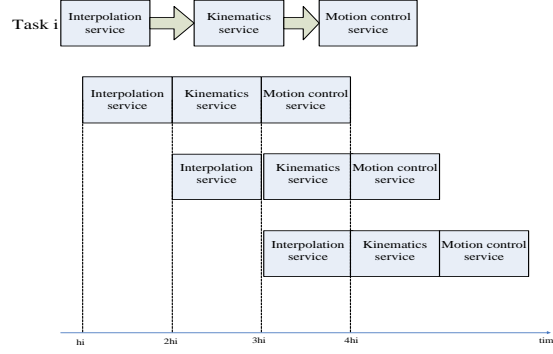 Task i
Interpolation
service
Kinematics
service
Motion control
service
Interpolation
service
Kinematics
service
Motion control
service
Interpolation
service
Kinematics
service
Motion control
service
Interpolation
service
Kinematics
service
Motion control
service
hi 2hi 3hi 4hi tim